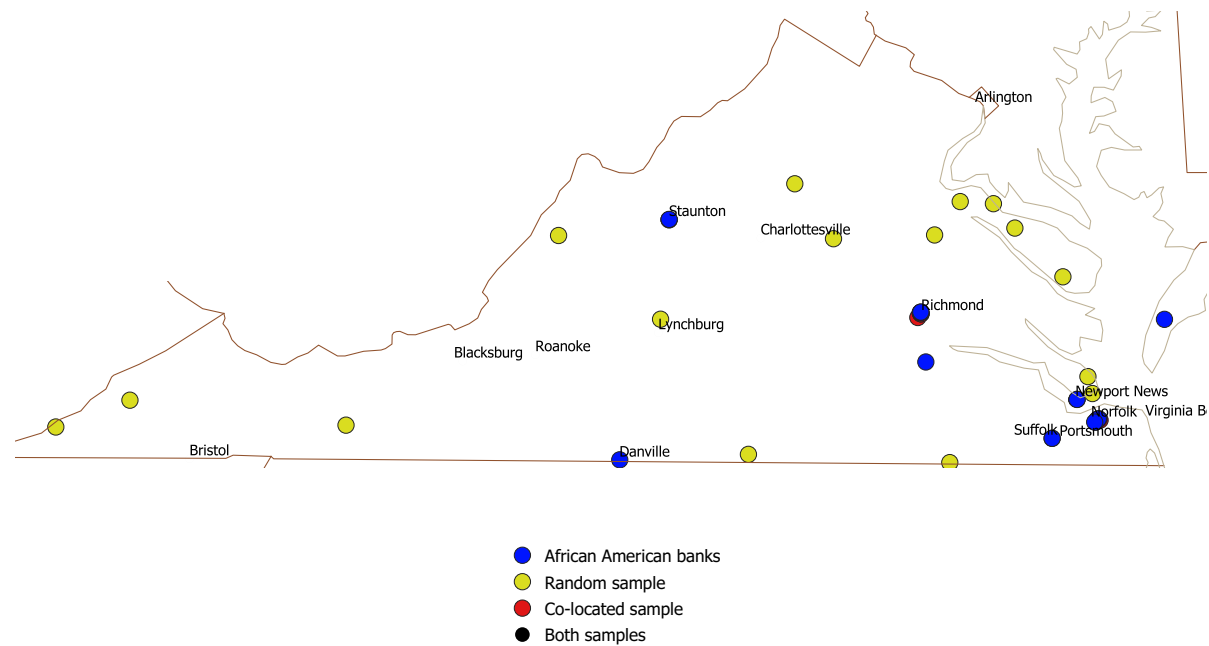 Arlington
Staunton
Charlottesville
Richmond
Lynchburg
Roanoke
Blacksburg
Newport News
Norfolk
Virginia Be
Suffolk
Portsmouth
Bristol
Danville
African American banks
Random sample
Co-located sample
Both samples